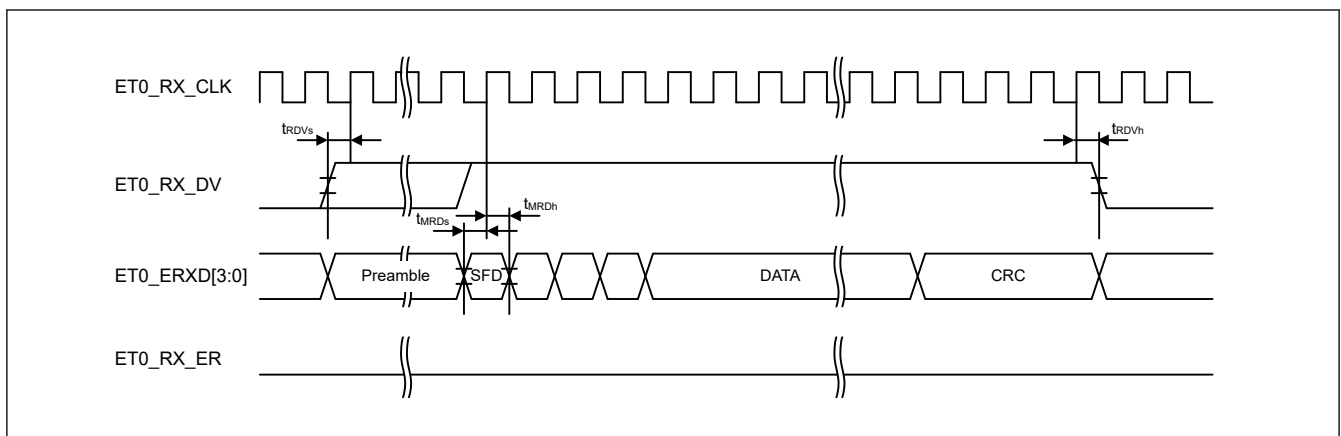 ET0_RX_CLK
tRDVs
tRDVh
ET0_RX_DV
tMRDs
tMRDh
ET0_ERXD[3:0]
Preamble
SFD
DATA
CRC
ET0_RX_ER